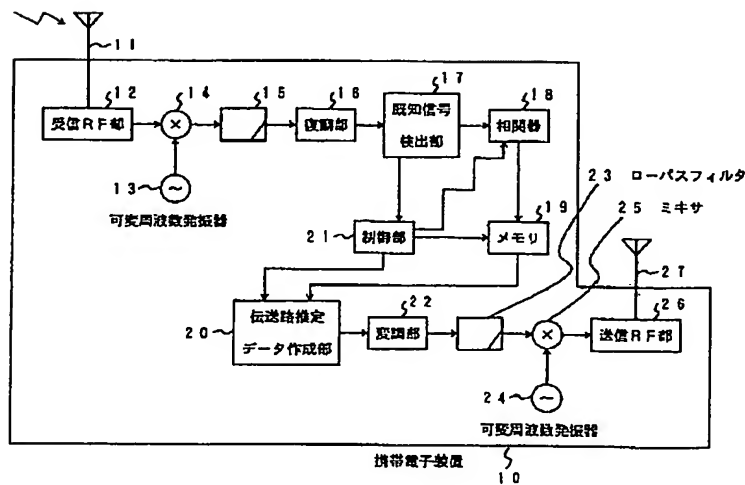 11
12
受信RF部
14
×
15
16
復調部
17
既知信号
検出部
18
相関器
13
~
可変周波数発振器
21
制御部
19
メモリ
23 ローパスフィルタ
25 ミキサ
27
20
伝送路推定
データ作成部
22
変調部
×
26
送信RF部
24
~
可変周波数発振器
携帯電子装置
10